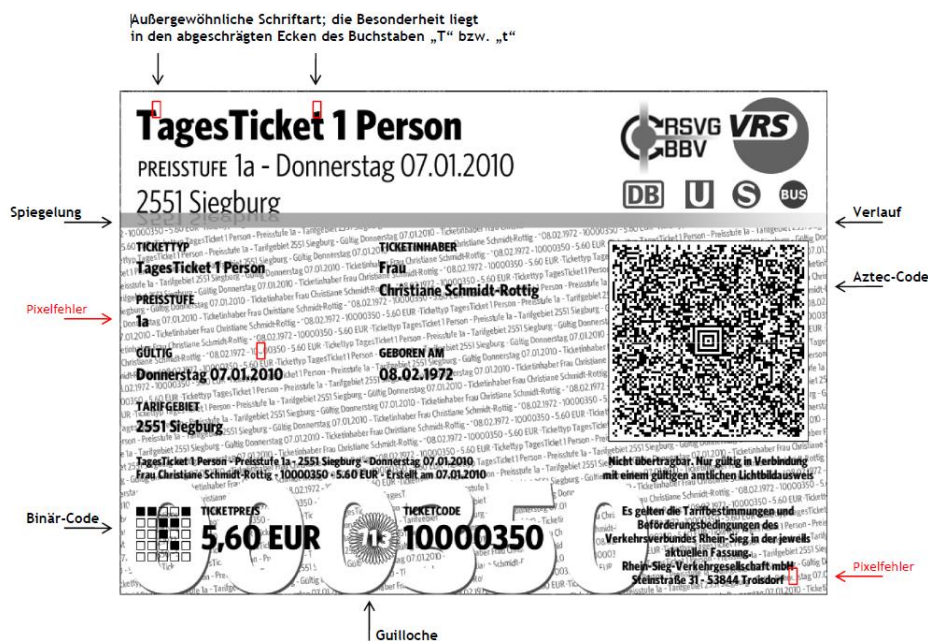 Außergewöhnliche Schriftart; die Besonderheit liegt
in den abgeschrägten Ecken des Buchstaben „T" bzw. „t"
TagesTicket 1 Person
PREISSTUFE 1a - Donnerstag 07.01.2010
2551 Siegburg
RSVG
BBV
VRS
DB U S BUS
Spiegelung
Verlauf
TICKETTYP
TagesTicket 1 Person
TICKETINHABER
Frau
Christiane Schmidt-Rottig
Aztec-Code
PREISSTUFE
1a
Pixelfehler
GÜLTIG
Donnerstag 07.01.2010
GEBOREN AM
08.02.1972
TARIFGEBIET
2551 Siegburg
TagesTicket 1 Person - Preisstufe 1a - 2551 Siegburg - Donnerstag 07.01.2010
Frau Christiane Schmidt-Rottig - 10000350 - 5.60 EUR - Erstellt am 07.01.2010
Nicht übertragbar. Nur gültig in Verbindung
mit einem gültigen amtlichen Lichtbildausweis
Binär-Code
TICKETPREIS
5,60 EUR
TICKETCODE
10000350
Es gelten die Tarifbestimmungen und
Beförderungsbedingungen des
Verkehrsverbundes Rhein-Sieg in der jeweils
aktuellen Fassung.
Rhein-Sieg-Verkehrgesellschaft mbH
Steinstraße 31 - 53844 Troisdorf
Pixelfehler
Guilloche